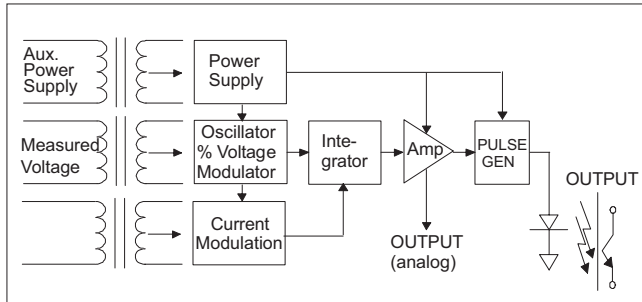 Aux.
Power
Supply
Power
Supply
Measured
Voltage
Oscillator
% Voltage
Modulator
Inte-
grator
Amp
PULSE
GEN
OUTPUT
Current
Modulation
OUTPUT
(analog)